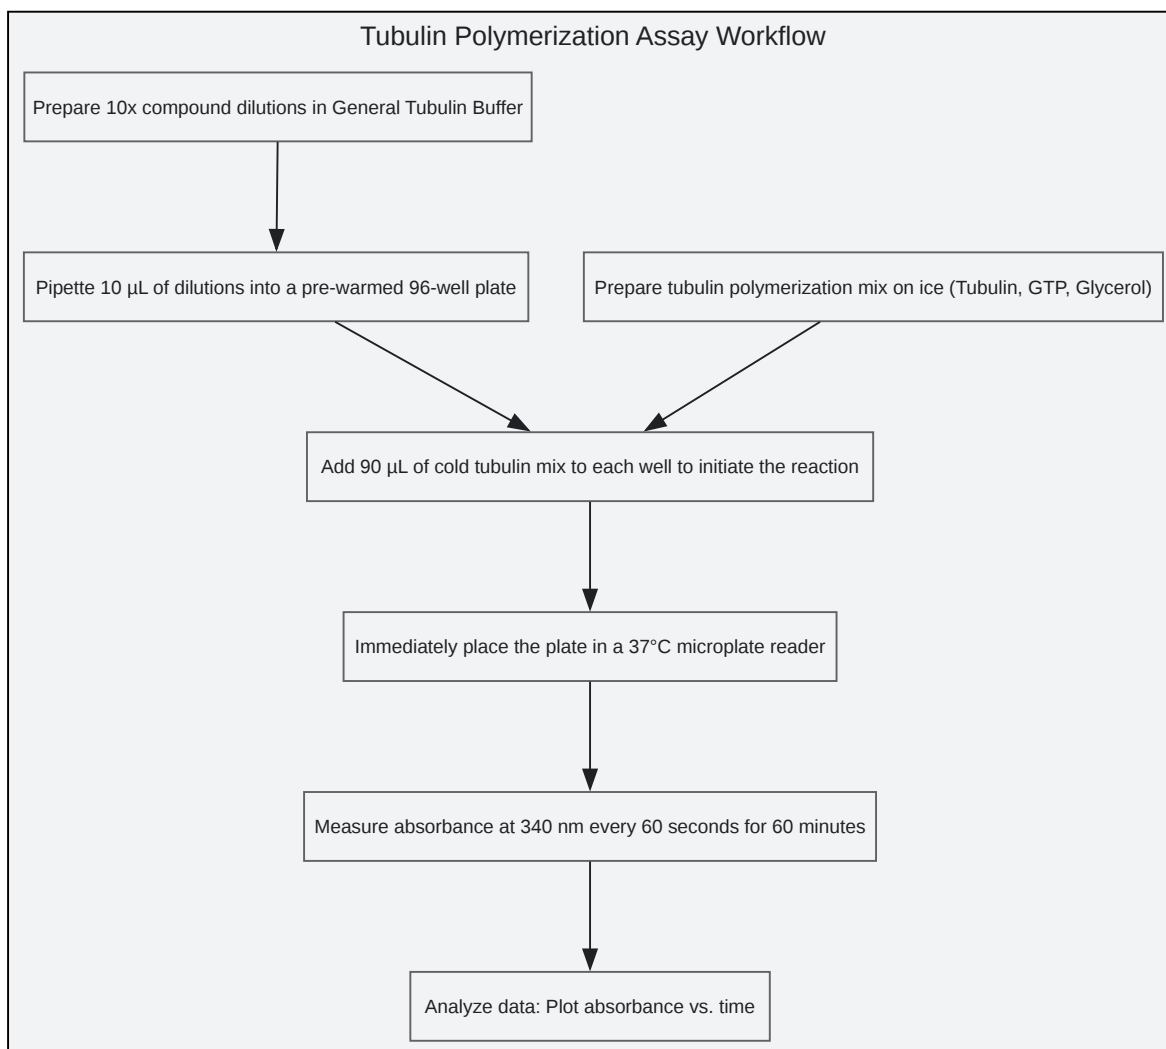 Tubulin Polymerization Assay Workflow
Prepare 10x compound dilutions in General Tubulin Buffer
Pipette 10 µL of dilutions into a pre-warmed 96-well plate
Prepare tubulin polymerization mix on ice (Tubulin, GTP, Glycerol)
Add 90 µL of cold tubulin mix to each well to initiate the reaction
Immediately place the plate in a 37°C microplate reader
Measure absorbance at 340 nm every 60 seconds for 60 minutes
Analyze data: Plot absorbance vs. time